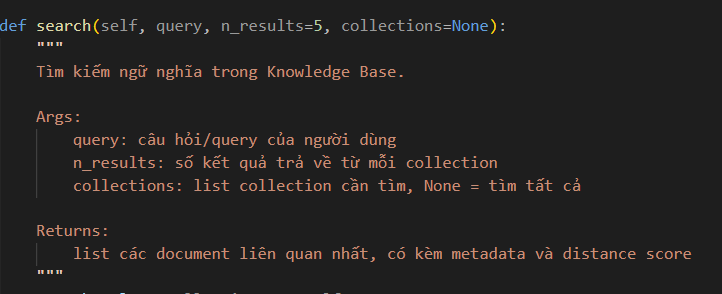 def search(self, query, n_results=5, collections=None):
"""
Tìm kiếm ngữ nghĩa trong Knowledge Base.
Args:
query: câu hỏi/query của người dùng
n_results: số kết quả trả về từ mỗi collection
collections: list collection cần tìm, None = tìm tất cả
Returns:
list các document liên quan nhất, có kèm metadata và distance score
"""